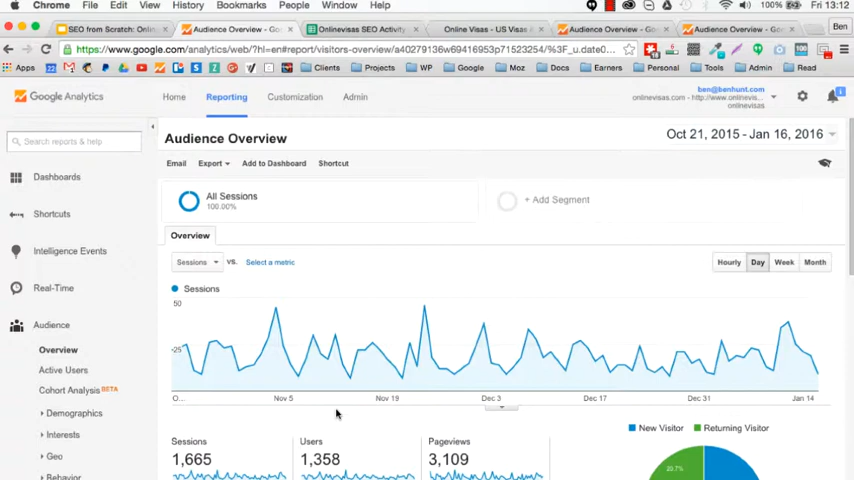 Chrome File Edit View History Bookmarks People Window Help 100% Fri 13:12
SEO from Scratch: Onlin Audience Overview - Goog Onlinevisas SEO Activity Online Visas - US Visas a Audience Overview - Goog Audience Overview - Goog Ben
https://www.google.com/analytics/web/?hl=en#report/visitors-overview/a40279136w69416953p71523254/%3F_u.date0
Apps Clients Projects WP Google Moz Docs Earners Personal Tools Admin Read
Google Analytics Home Reporting Customization Admin
ben@benhunt.com
onlinevisas.com - http://www.onlinevisas.com...
onlinevisas
Search reports & help
Audience Overview
Oct 21, 2015 - Jan 16, 2016
Email Export Add to Dashboard Shortcut
Dashboards
All Sessions
100.00%
+ Add Segment
Shortcuts
Overview
Intelligence Events
Sessions VS. Select a metric
Hourly Day Week Month
Real-Time
Sessions
50
25
Audience
Overview
Active Users
Cohort Analysis BETA
O... Nov 5 Nov 19 Dec 3 Dec 17 Dec 31 Jan 14
Demographics
Interests
Geo
Behavior
New Visitor Returning Visitor
Sessions
1,665
Users
1,358
Pageviews
3,109
20.7%